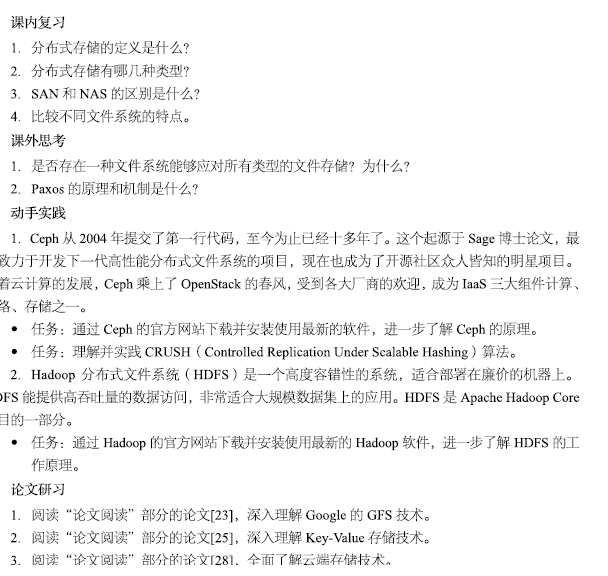 课内复习
1. 分布式存储的定义是什么？
2. 分布式存储有哪几种类型？
3. SAN 和 NAS 的区别是什么？
4. 比较不同文件系统的特点。
课外思考
1. 是否存在一种文件系统能够应对所有类型的文件存储？为什么？
2. Paxos 的原理和机制是什么？
动手实践
1. Ceph 从 2004 年提交了第一行代码，至今为止已经十多年了。这个起源于 Sage 博士论文，最
致力于开发下一代高性能分布式文件系统的项目，现在也成为了开源社区众人皆知的明星项目。
着云计算的发展，Ceph 乘上了 OpenStack 的春风，受到各大厂商的欢迎，成为 IaaS 三大组件计算、
络、存储之一。
• 任务：通过 Ceph 的官方网站下载并安装使用最新的软件，进一步了解 Ceph 的原理。
• 任务：理解并实践 CRUSH（Controlled Replication Under Scalable Hashing）算法。
2. Hadoop 分布式文件系统（HDFS）是一个高度容错性的系统，适合部署在廉价的机器上。
DFS 能提供高吞吐量的数据访问，非常适合大规模数据集上的应用。HDFS 是 Apache Hadoop Core
目的一部分。
• 任务：通过 Hadoop 的官方网站下载并安装使用最新的 Hadoop 软件，进一步了解 HDFS 的工
作原理。
论文研习
1. 阅读“论文阅读”部分的论文[23]，深入理解 Google 的 GFS 技术。
2. 阅读“论文阅读”部分的论文[25]，深入理解 Key-Value 存储技术。
3. 阅读“论文阅读”部分的论文[28]，全面了解云端存储技术。